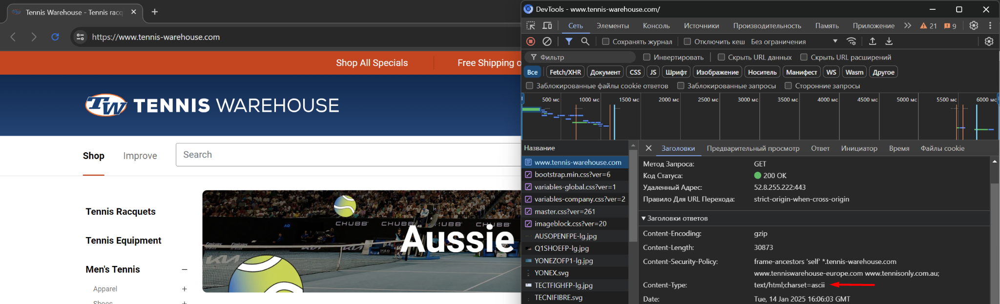 Tennis Warehouse - Tennis racq
https://www.tennis-warehouse.com
Shop All Specials
Free Shipping o
TW TENNIS WAREHOUSE
Shop
Improve
Search
Tennis Racquets
Tennis Equipment
Men's Tennis
Apparel
Shoes
AO
CHUBB CHUBB CHUBB CHUBB
Emirates
KIA
POLO
Aussie
DevTools - www.tennis-warehouse.com/
Сеть Элементы Консоль Источники Производительность Память Приложение 21 9
Сохранять журнал Отключить кеш Без ограничения
Фильтр Инвертировать Скрыть URL данных Скрыть URL расширений
Все Fetch/XHR Документ CSS JS Шрифт Изображение Носитель Манифест WS Wasm Другое
Заблокированные файлы cookie ответов Заблокированные запросы Сторонние запросы
500 мс 1000 мс 1500 мс 2000 мс 2500 мс 3000 мс 3500 мс 4000 мс 4500 мс 5000 мс 5500 мс 6000 мс
Название
www.tennis-warehouse.com
bootstrap.min.css?ver=6
variables-global.css?ver=1
variables-company.css?ver=2
master.css?ver=261
imageblock.css?ver=20
AUSOPENFPE-lg.jpg
Q1SHOEFP-lg.jpg
YONEZOFP1-lg.jpg
YONEX.svg
TECTFIGHFP-lg.jpg
TECNIFIBRE.svg
Заголовки Предварительный просмотр Ответ Инициатор Время Файлы cookie
Метод Запроса: GET
Код Статуса: 200 OK
Удаленный Адрес: 52.8.255.222:443
Правило Для URL Перехода: strict-origin-when-cross-origin
Заголовки ответов
Content-Encoding: gzip
Content-Length: 30873
Content-Security-Policy: frame-ancestors 'self' *.tennis-warehouse.com
www.tenniswarehouse-europe.com www.tennisonly.com.au;
Content-Type: text/html;charset=ascii
Date: Tue, 14 Jan 2025 16:06:03 GMT